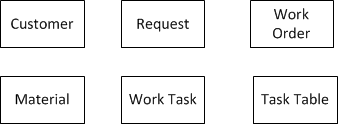 Customer
Request
Work
Order
Material
Work Task
Task Table